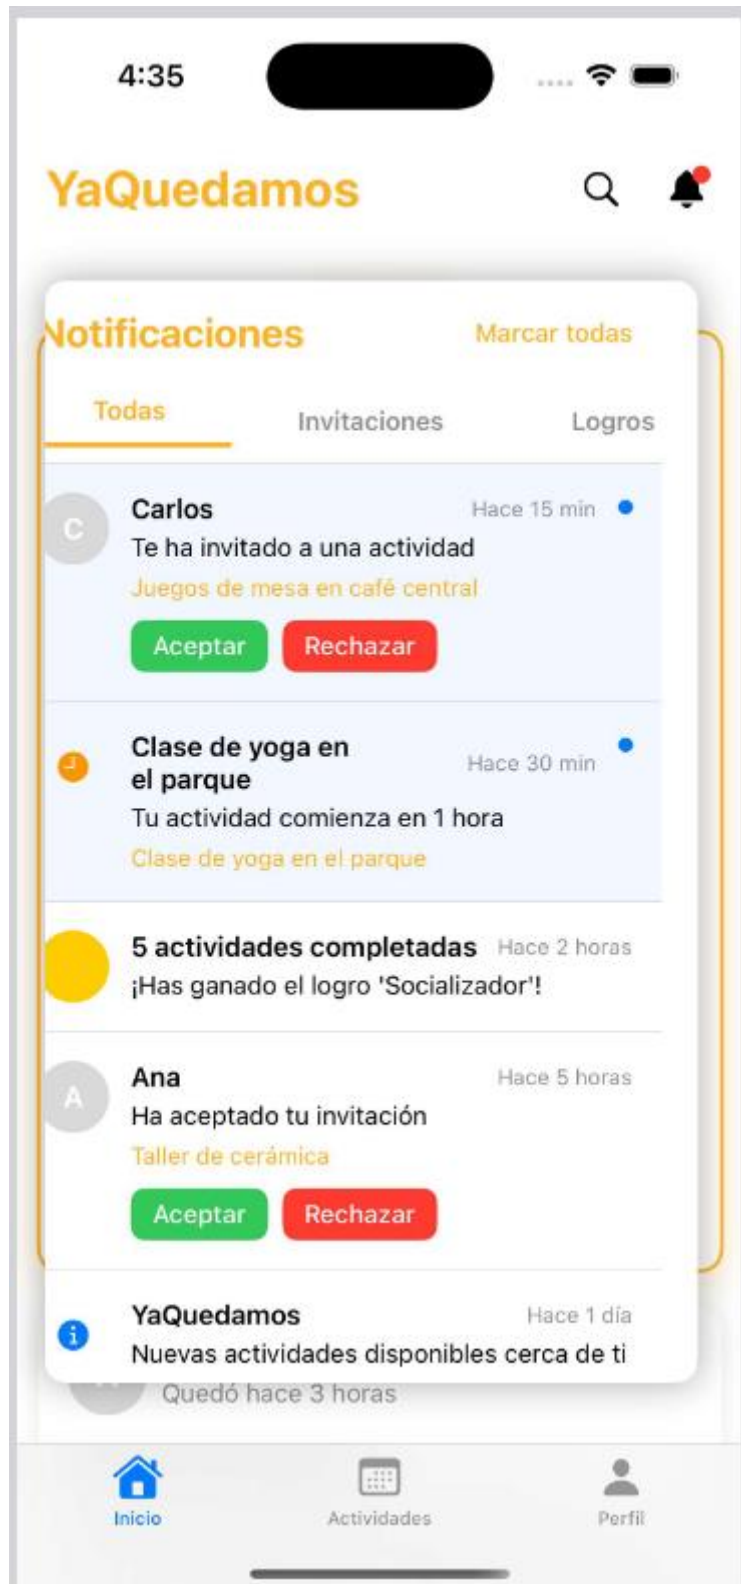 4:35
YaQuedamos
Notificaciones Marcar todas
Todas Invitaciones Logros
C Carlos Hace 15 min
Te ha invitado a una actividad
Juegos de mesa en café central
Aceptar Rechazar
Clase de yoga en
el parque Hace 30 min
Tu actividad comienza en 1 hora
Clase de yoga en el parque
5 actividades completadas Hace 2 horas
¡Has ganado el logro 'Socializador'!
A Ana Hace 5 horas
Ha aceptado tu invitación
Taller de cerámica
Aceptar Rechazar
YaQuedamos Hace 1 día
Nuevas actividades disponibles cerca de ti
Quedó hace 3 horas
Inicio Actividades Perfil